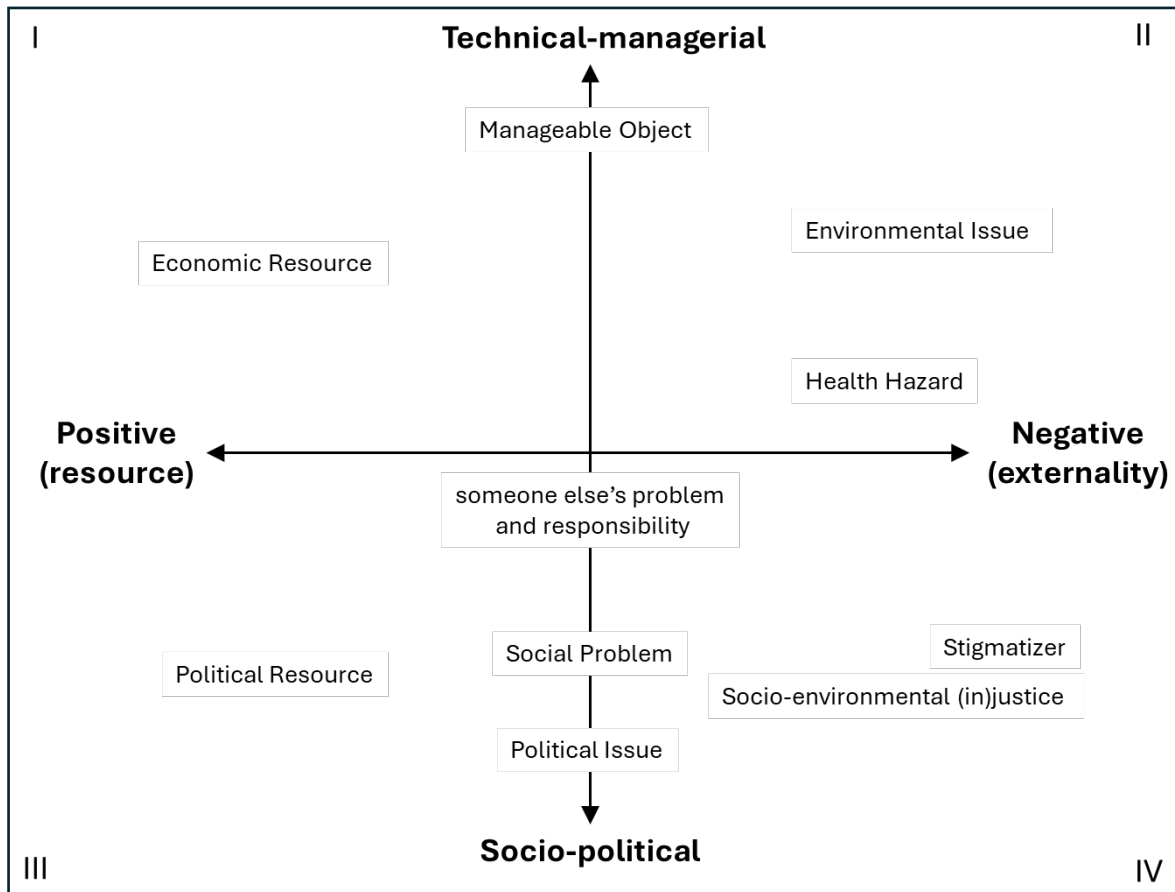 I
Technical-managerial
II
Manageable Object
Environmental Issue
Economic Resource
Health Hazard
Positive
(resource)
Negative
(externality)
someone else’s problem
and responsibility
Stigmatizer
Social Problem
Political Resource
Socio-environmental (in)justice
Political Issue
Socio-political
III
IV